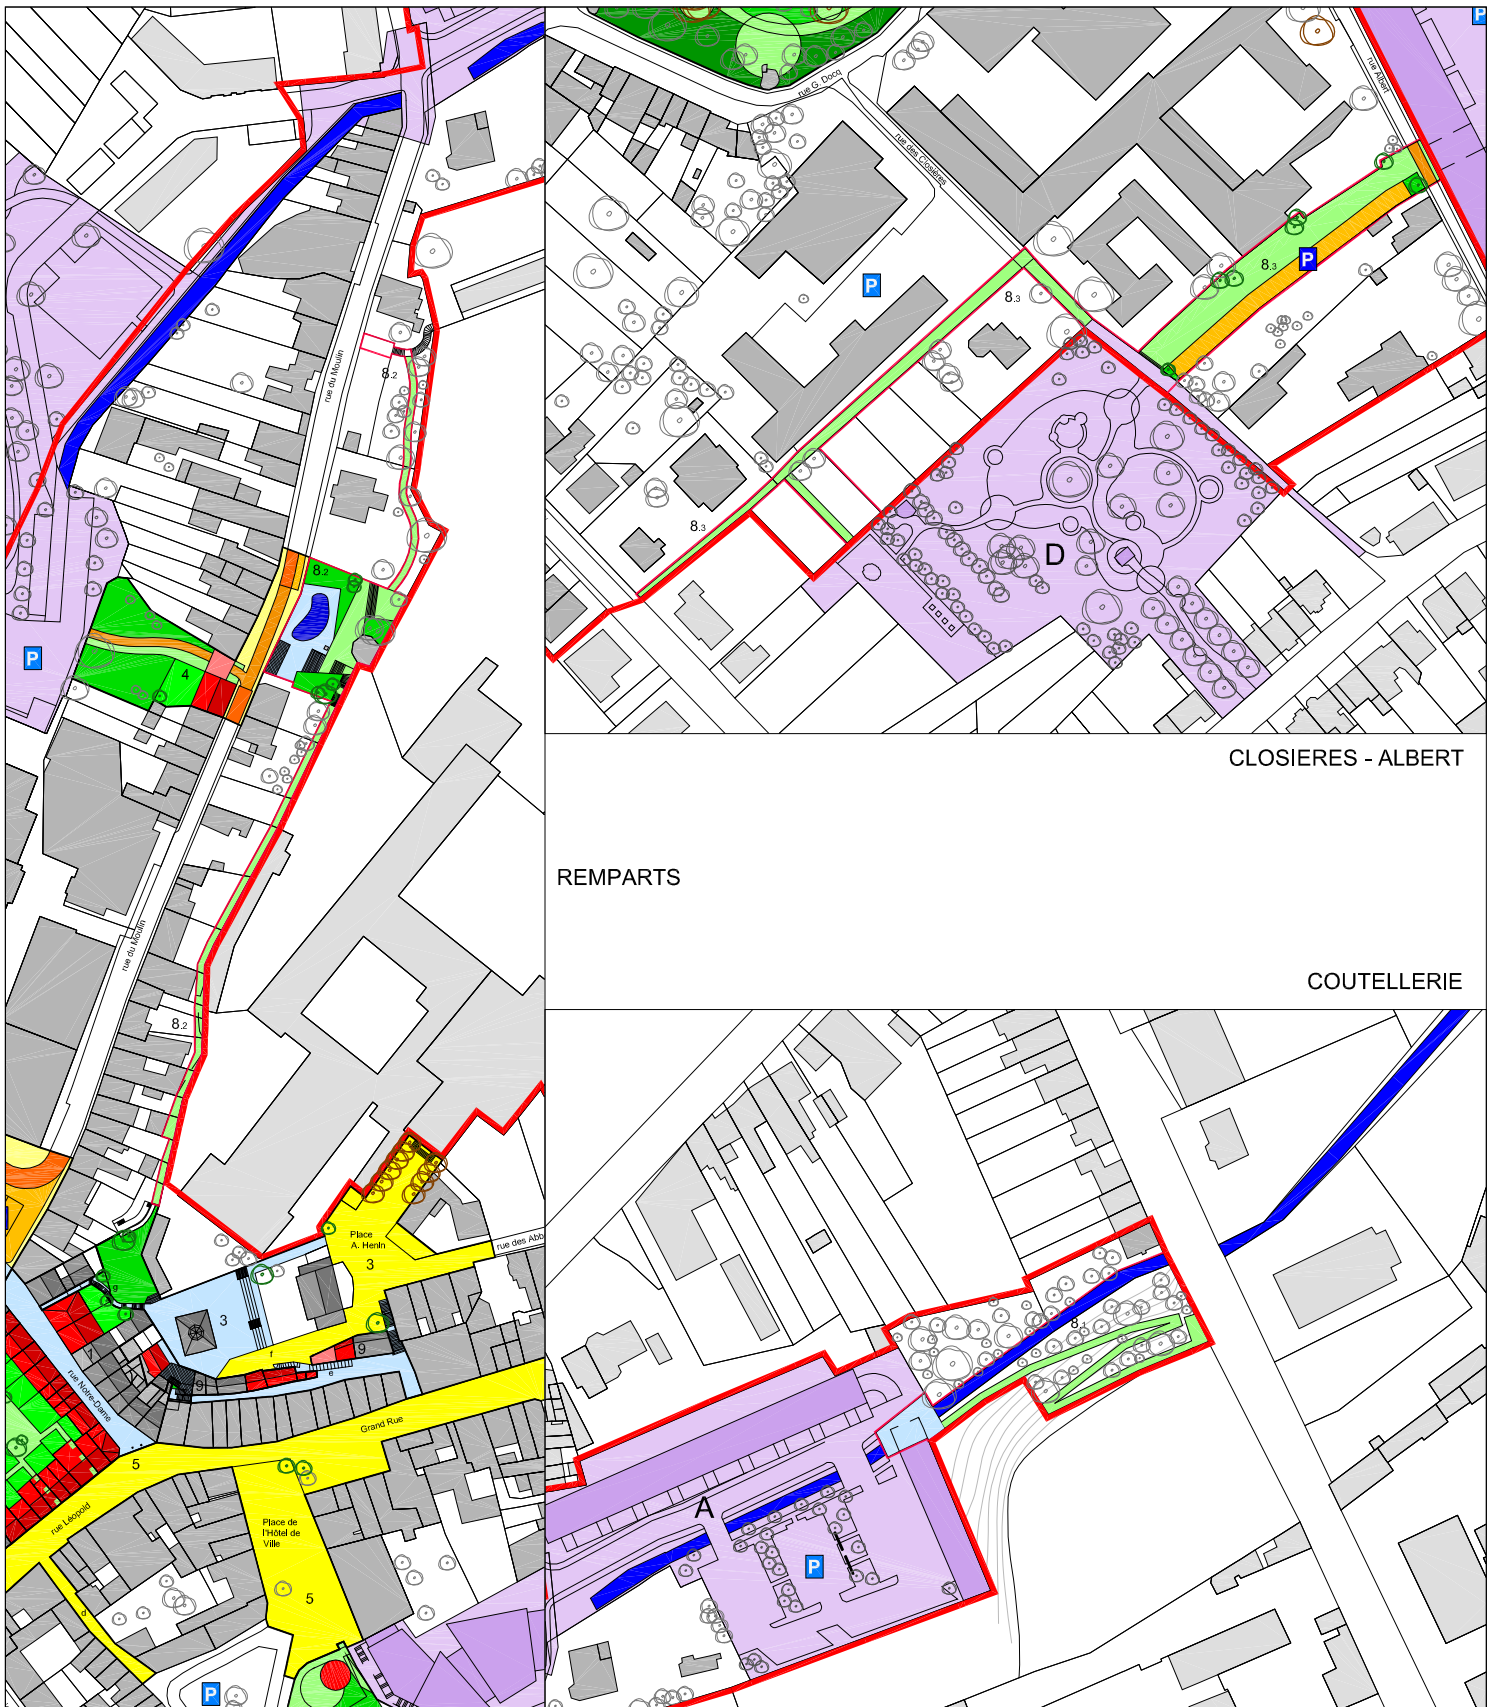 rue du Moulin
8.2
8.2
4
P
rue du Moulin
8.2
Place
A. Henin
3
rue des Abb
g
3
1
9
f
9
e
rue Notre-Dame
Grand Rue
5
rue Léopold
Place de
l'Hôtel de
Ville
5
d
P
P
rue G. Docq
rue des Closières
rue Albert
P
8.3
8.3
P
8.3
D
CLOSIERES - ALBERT
REMPARTS
COUTELLERIE
8.1
A
P